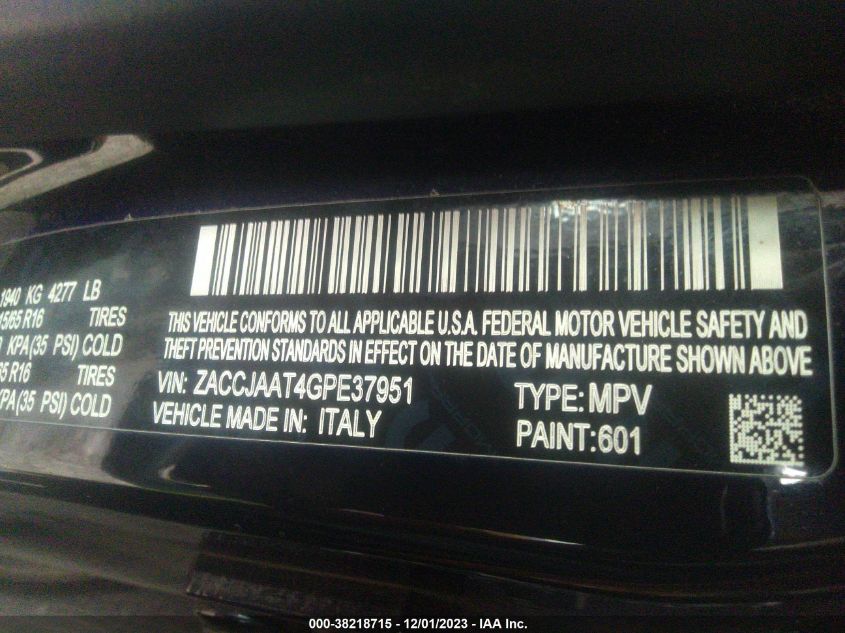 1940 KG 4277 LB
R16 TIRES
KPA(35 PSI) COLD
R16 TIRES
KPA(35 PSI) COLD
THIS VEHICLE CONFORMS TO ALL APPLICABLE U.S.A. FEDERAL MOTOR VEHICLE SAFETY AND
THEFT PREVENTION STANDARDS IN EFFECT ON THE DATE OF MANUFACTURE SHOWN ABOVE
VIN: ZACCJAAT4GPE37951 TYPE: MPV
VEHICLE MADE IN: ITALY PAINT:601
000-38218715 - 12/01/2023 - IAA Inc.